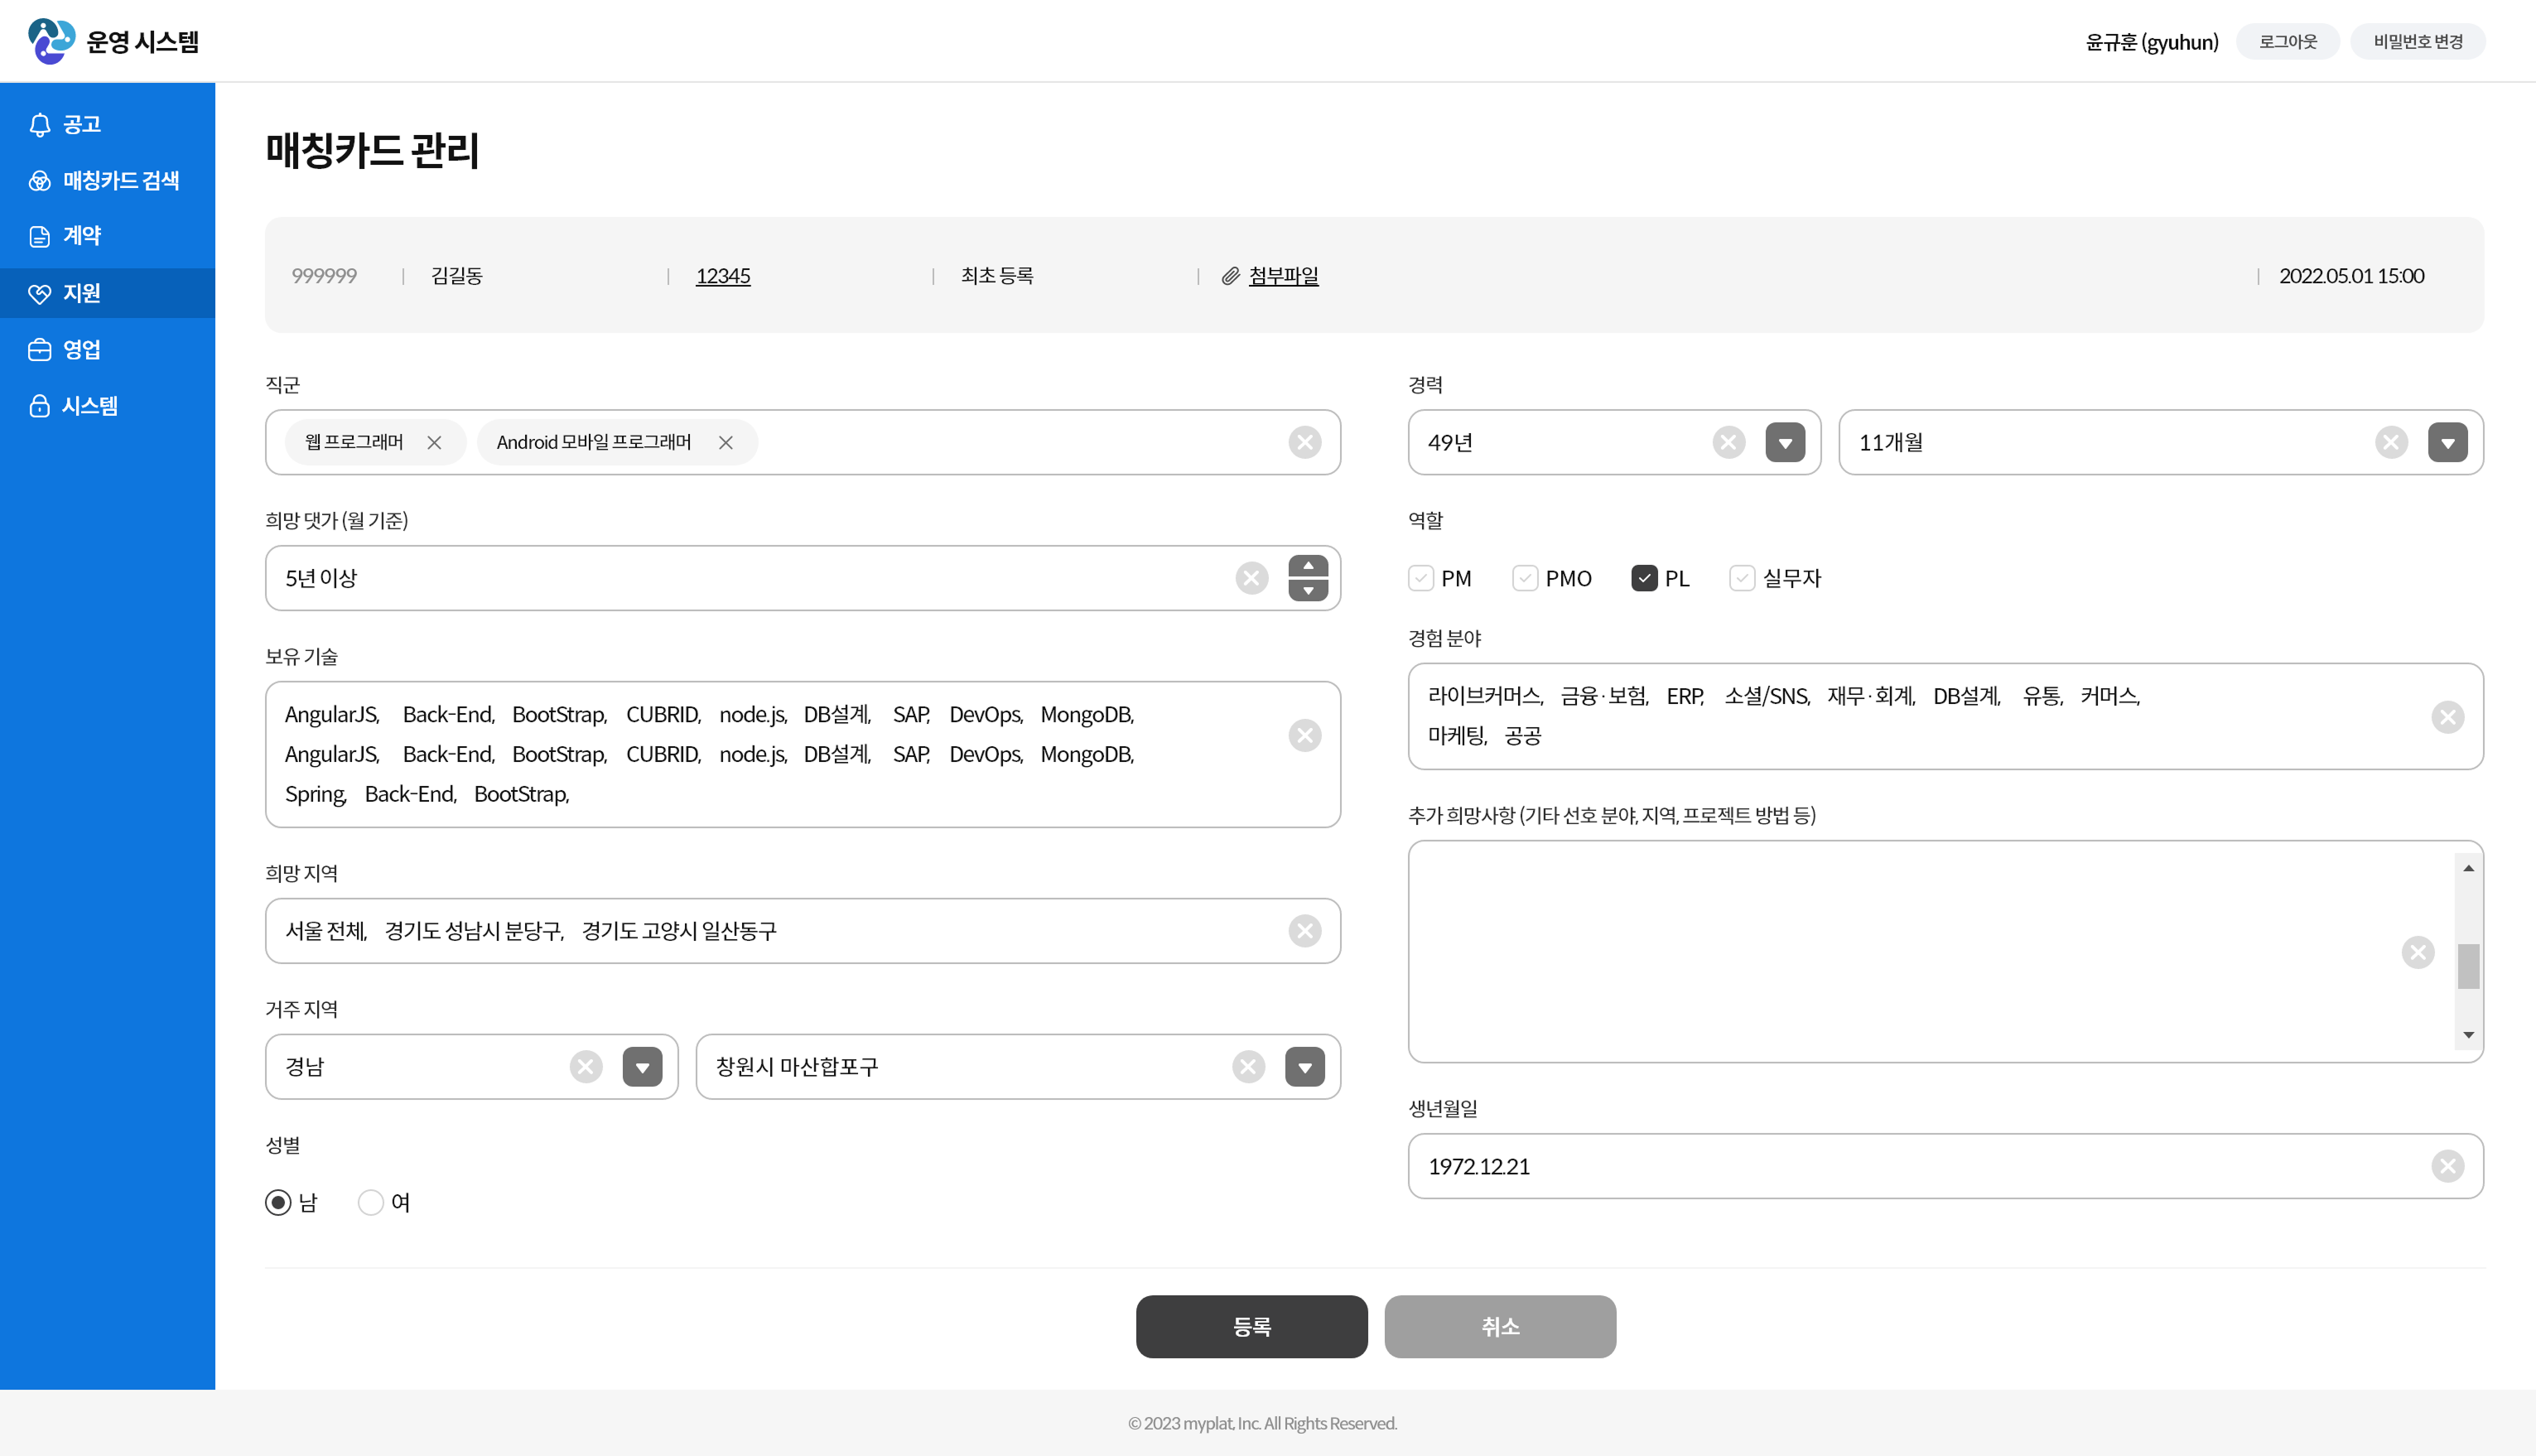 운영 시스템
윤규훈 (gyuhun)
로그아웃
비밀번호 변경
공고
매칭카드 검색
계약
지원
영업
시스템
매칭카드 관리
999999 | 김길동 | 12345 | 최초 등록 | 첨부파일 | 2022.05.01 15:00
직군
웹 프로그래머
Android 모바일 프로그래머
경력
49년
11개월
희망 댓가 (월 기준)
5년 이상
역할
PM
PMO
PL
실무자
보유 기술
AngularJS, Back-End, BootStrap, CUBRID, node.js, DB설계, SAP, DevOps, MongoDB,
AngularJS, Back-End, BootStrap, CUBRID, node.js, DB설계, SAP, DevOps, MongoDB,
Spring, Back-End, BootStrap,
경험 분야
라이브커머스, 금융·보험, ERP, 소셜/SNS, 재무·회계, DB설계, 유통, 커머스,
마케팅, 공공
추가 희망사항 (기타 선호 분야, 지역, 프로젝트 방법 등)
희망 지역
서울 전체, 경기도 성남시 분당구, 경기도 고양시 일산동구
거주 지역
경남
창원시 마산합포구
생년월일
1972.12.21
성별
남
여
등록
취소
© 2023 myplat, Inc. All Rights Reserved.